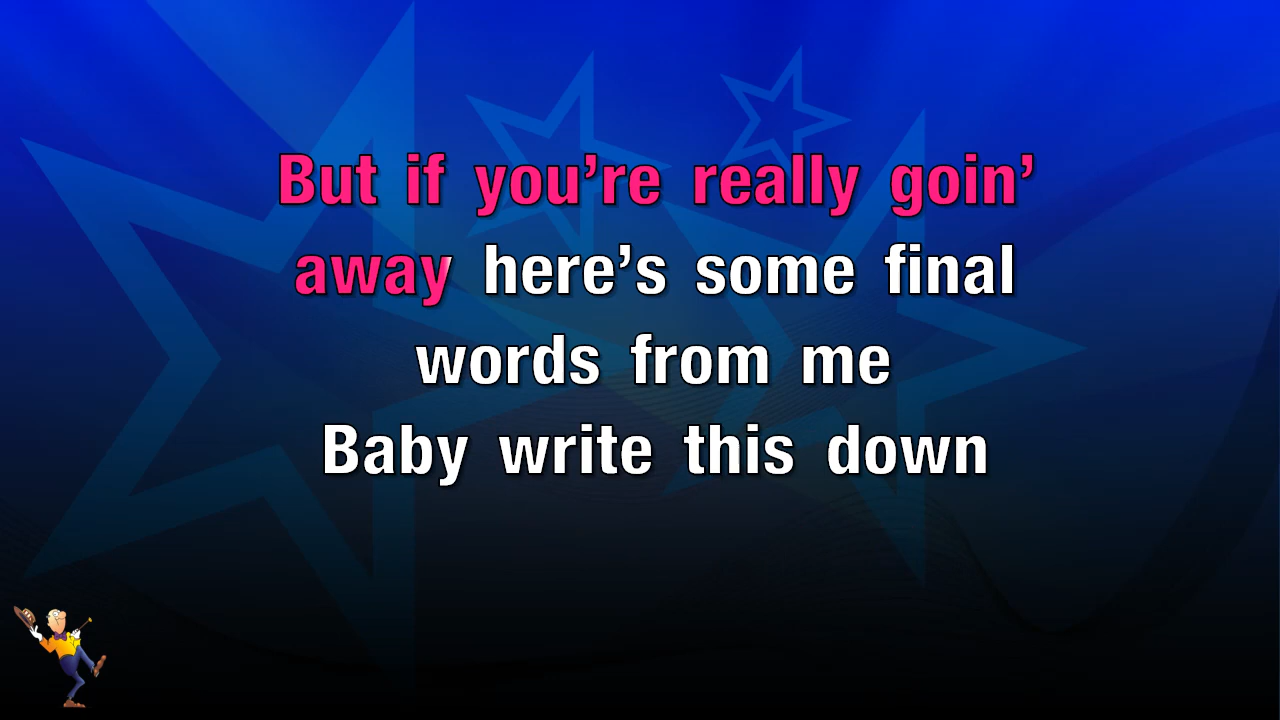 But if you’re really goin’
away here’s some final
words from me
Baby write this down